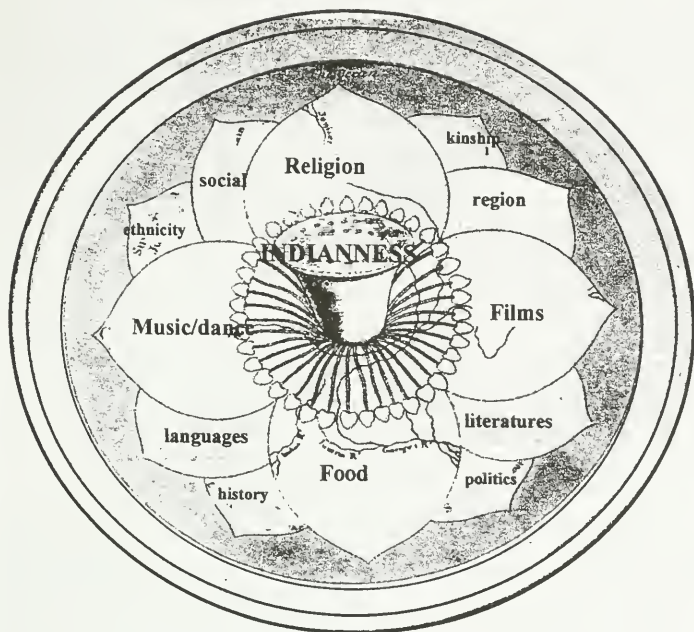 kinship
Religion
social
region
ethnicity
INDIANNESS
Films
Music/dance
literatures
languages
Food
politics
history